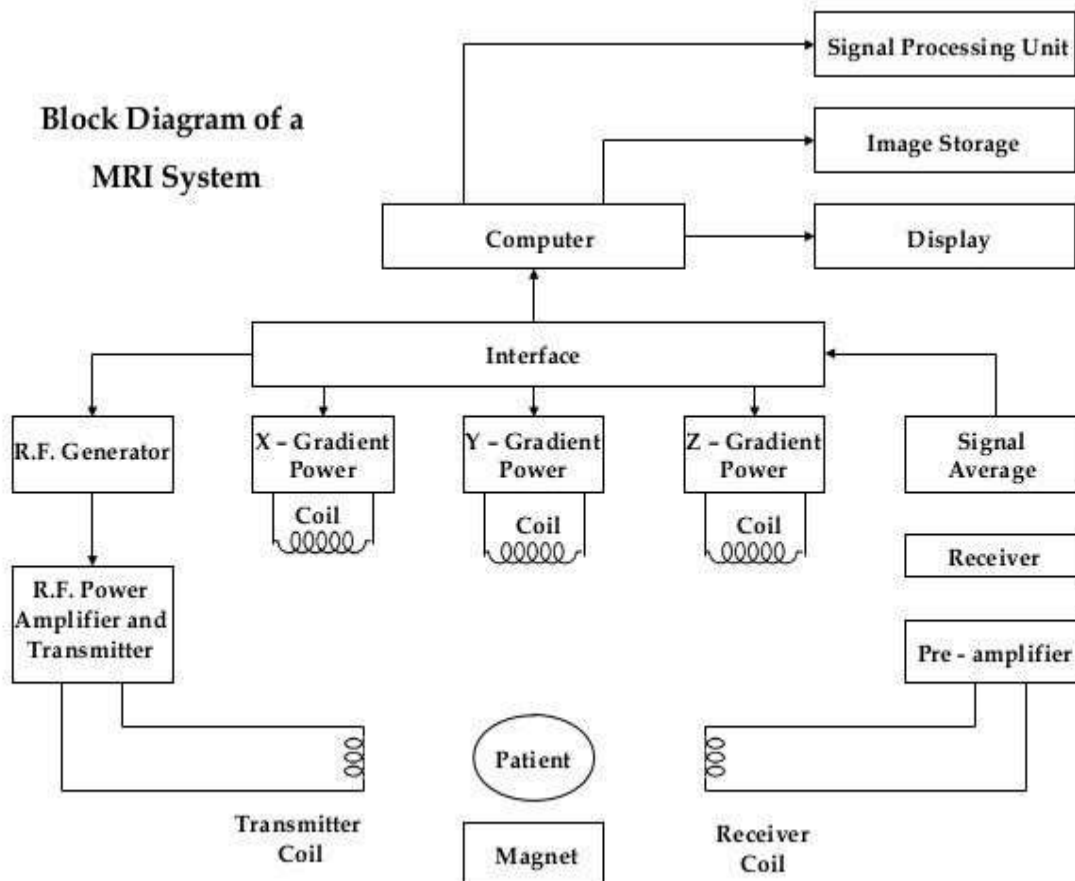 Block Diagram of a
MRI System
Signal Processing Unit
Image Storage
Computer
Display
Interface
R.F. Generator
X – Gradient
Power
Y – Gradient
Power
Z – Gradient
Power
Signal
Average
Coil
Coil
Coil
Receiver
R.F. Power
Amplifier and
Transmitter
Pre - amplifier
Patient
Transmitter
Coil
Magnet
Receiver
Coil